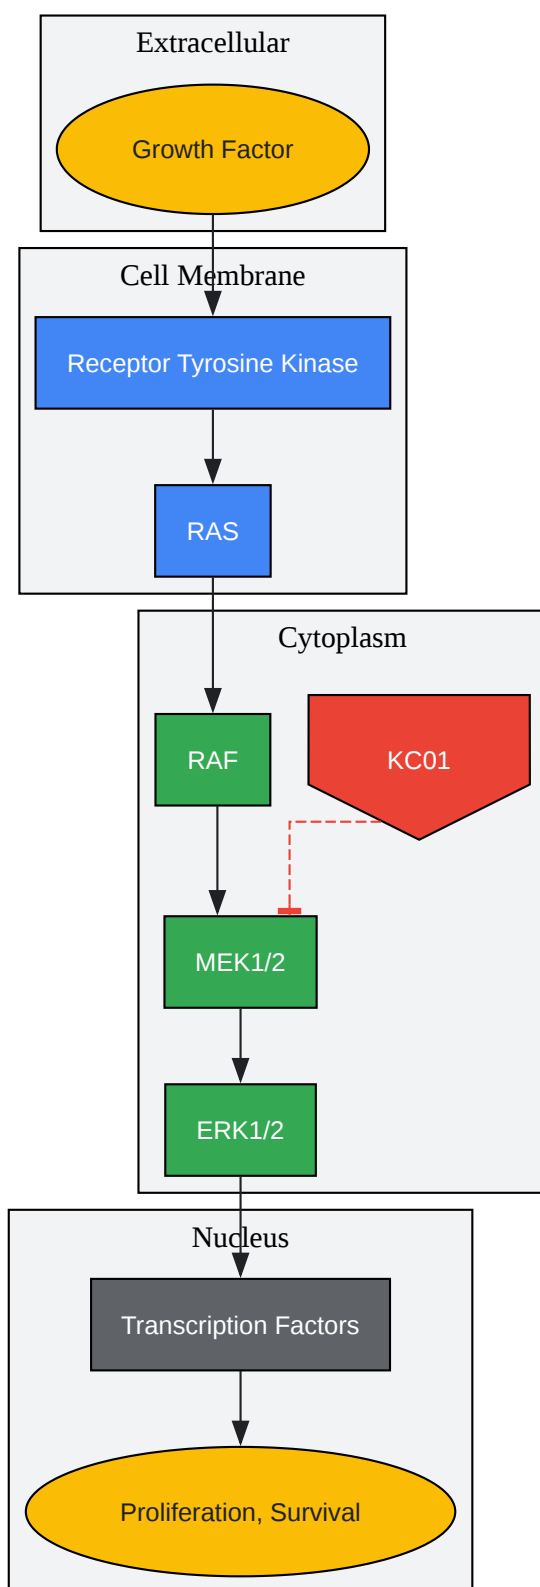 Extracellular
Growth Factor
Cell Membrane
Receptor Tyrosine Kinase
RAS
Cytoplasm
RAF
KC01
MEK1/2
ERK1/2
Nucleus
Transcription Factors
Proliferation, Survival